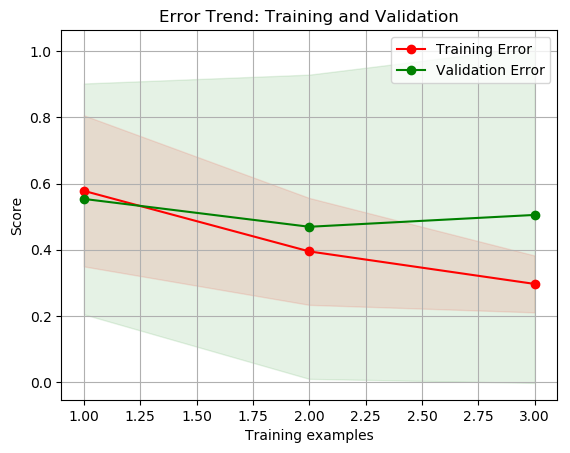 Error Trend: Training and Validation
Training Error
Validation Error
1.0
0.8
0.6
0.4
0.2
0.0
Score
1.00 1.25 1.50 1.75 2.00 2.25 2.50 2.75 3.00
Training examples